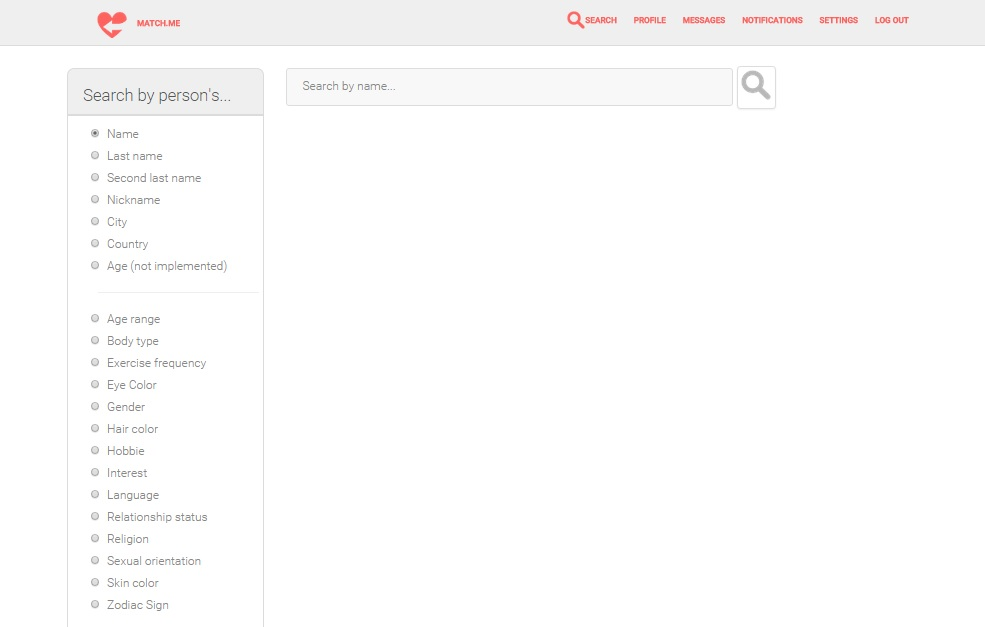 MATCH.ME
SEARCH PROFILE MESSAGES NOTIFICATIONS SETTINGS LOG OUT
Search by person's...
Name
Last name
Second last name
Nickname
City
Country
Age (not implemented)
Age range
Body type
Exercise frequency
Eye Color
Gender
Hair color
Hobbie
Interest
Language
Relationship status
Religion
Sexual orientation
Skin color
Zodiac Sign
Search by name...